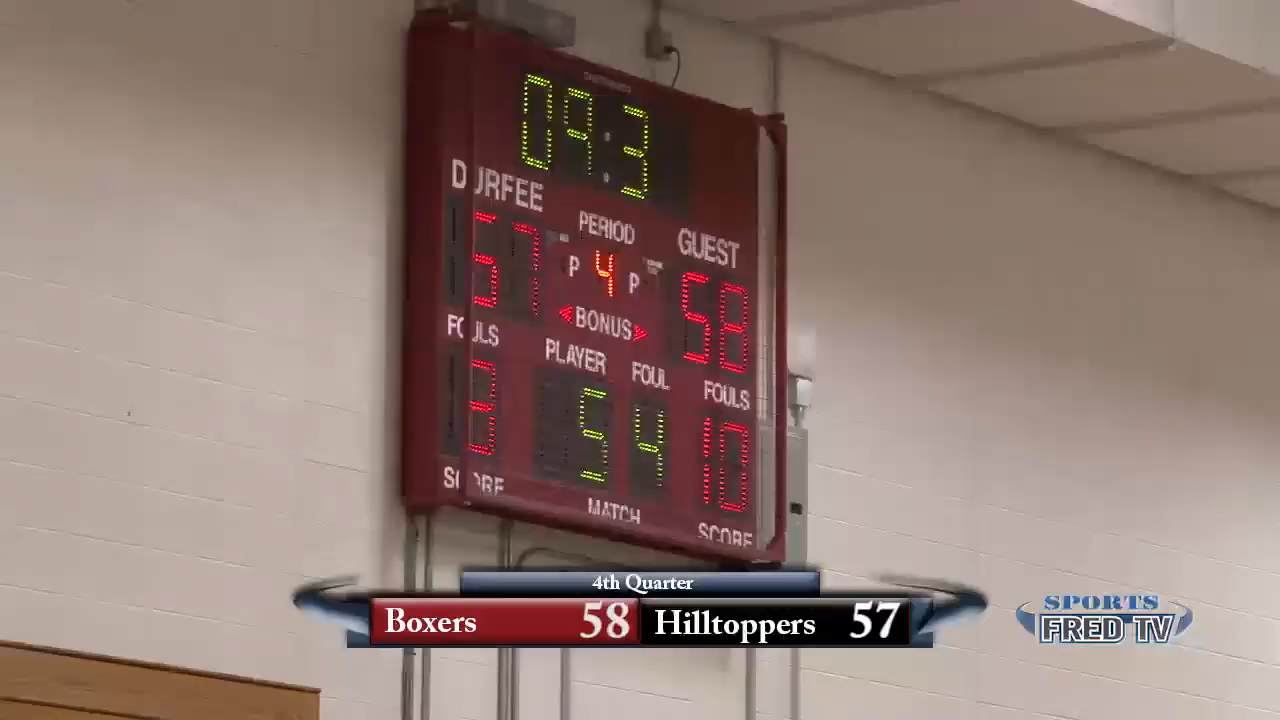 09:3
DURFEE
PERIOD
GUEST
57
P 4 P
58
BONUS
FOULS
PLAYER
FOUL
FOULS
3
5 4
10
SCORE
MATCH
SCORE
4th Quarter
Boxers 58 Hilltoppers 57
SPORTS
FRED TV